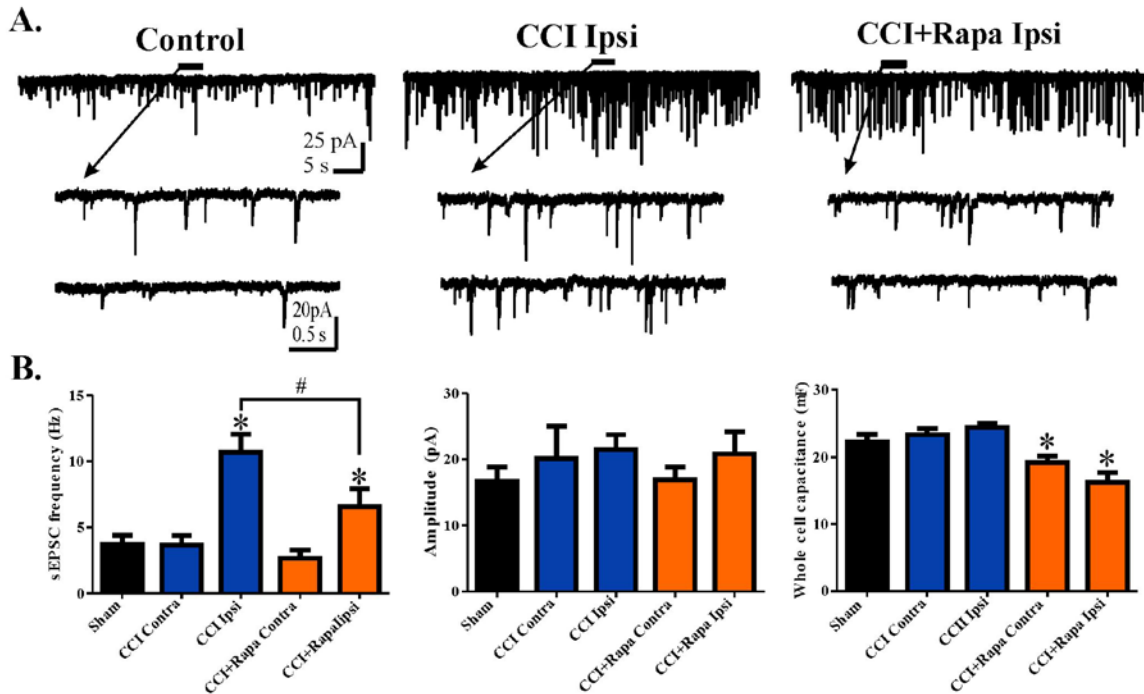 A.
Control
CCI Ipsi
CCI+Rapa Ipsi
25 pA
5 s
20pA
0.5 s
B.
#
15
10
5
0
sEPSC frequency (Hz)
*
*
Sham
CCI Contra
CCI Ipsi
CCI+Rapa Contra
CCI+RapaIipsi
30
20
10
0
Amplitude (pA)
Sham
CCI Contra
CCI Ipsi
CCI+Rapa Contra
CCI+Rapa Ipsi
30
20
10
0
Whole cell capacitance (mF)
*
*
Sham
CCI Contra
CCII Ipsi
CCI+Rapa Contra
CCI+Rapa Ipsi